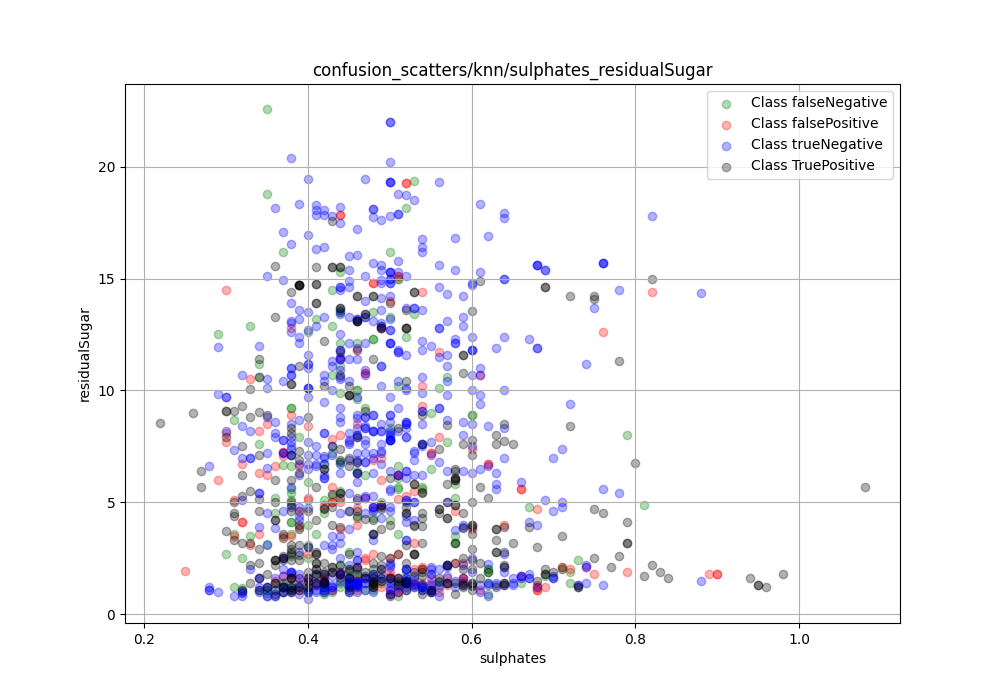 confusion_scatters/knn/sulphates_residualSugar
Class falseNegative
Class falsePositive
Class trueNegative
Class TruePositive
20
15
10
5
0
residualSugar
0.2
0.4
0.6
0.8
1.0
sulphates